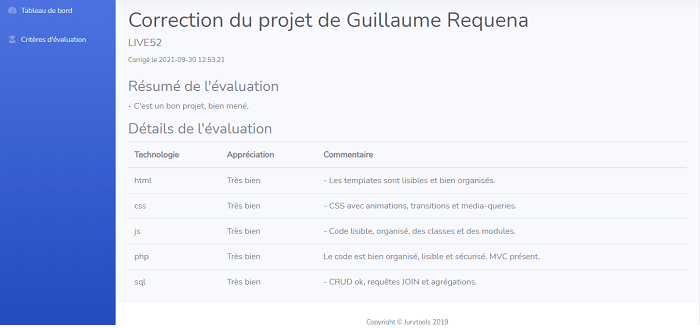 Tableau de bord
Critères d'évaluation
Correction du projet de Guillaume Requena
LIVE52
Corrigé le 2021-09-30 12:53:21
Résumé de l'évaluation
- C'est un bon projet, bien mené.
Détails de l'évaluation
Technologie Appréciation Commentaire
html Très bien - Les templates sont lisibles et bien organisés.
css Très bien - CSS avec animations, transitions et media-queries.
js Très bien - Code lisible, organisé, des classes et des modules.
php Très bien Le code est bien organisé, lisible et sécurisé. MVC présent.
sql Très bien - CRUD ok, requêtes JOIN et agrégations.
Copyright © Jurytools 2019